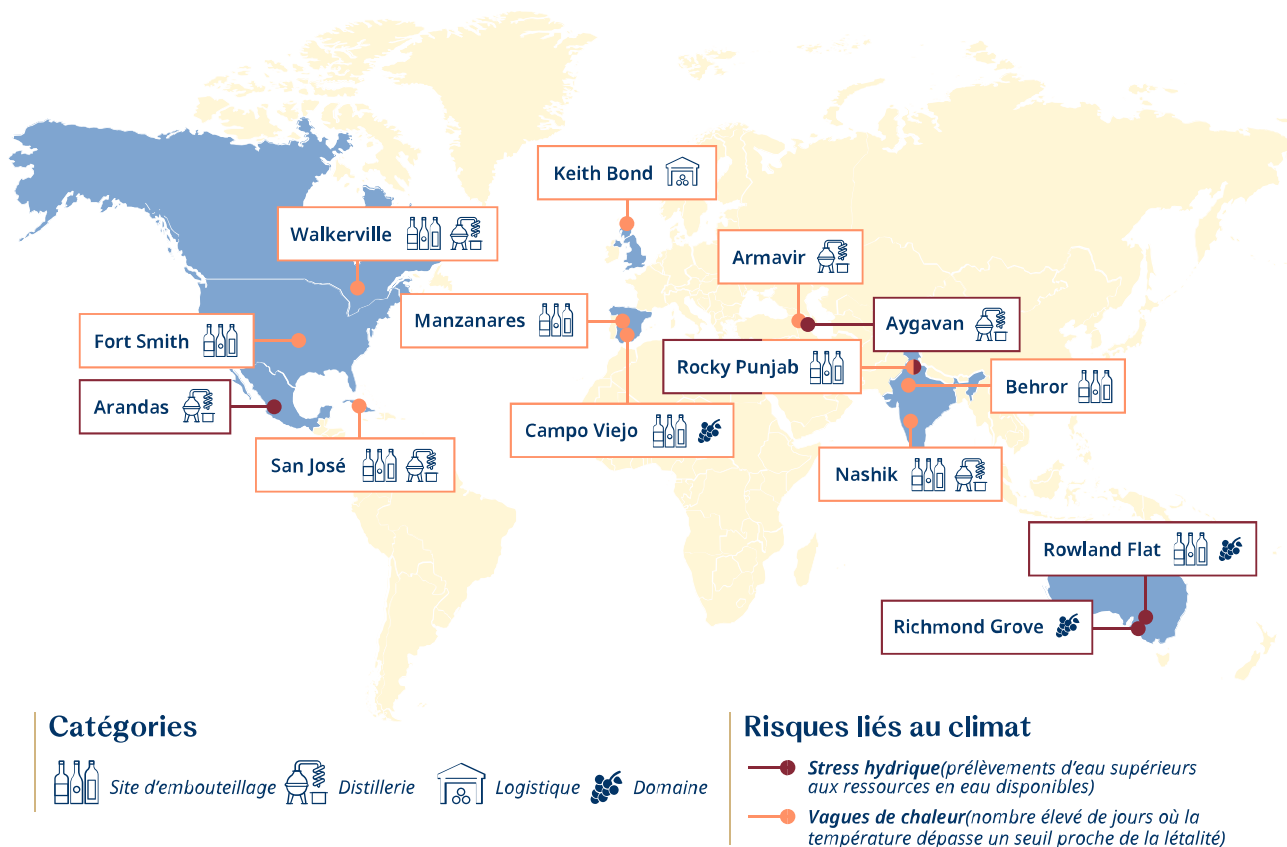 Keith Bond
Walkerville
Armavir
Manzanares
Aygavan
Fort Smith
Rocky Punjab
Behror
Arandas
Campo Viejo
San José
Nashik
Rowland Flat
Richmond Grove
Catégories
Site d'embouteillage
Distillerie
Logistique
Domaine
Risques liés au climat
Stress hydrique(prélèvements d'eau supérieurs
aux ressources en eau disponibles)
Vagues de chaleur(nombre élevé de jours où la
température dépasse un seuil proche de la létalité)